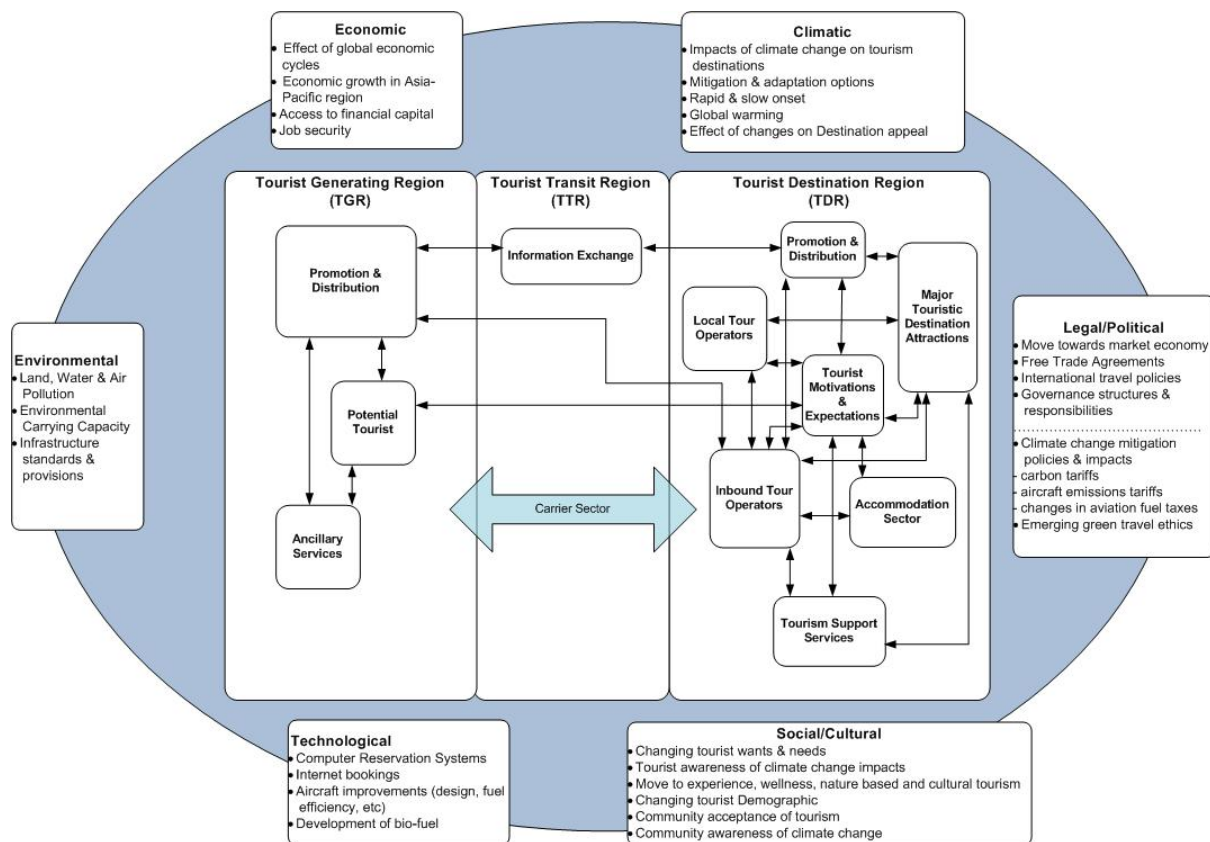 Economic
• Effect of global economic
cycles
• Economic growth in Asia-
Pacific region
• Access to financial capital
• Job security
Climatic
• Impacts of climate change on tourism
destinations
• Mitigation & adaptation options
• Rapid & slow onset
• Global warming
• Effect of changes on Destination appeal
Tourist Generating Region
(TGR)
Tourist Transit Region
(TTR)
Tourist Destination Region
(TDR)
Promotion &
Distribution
Information Exchange
Promotion &
Distribution
Major
Touristic
Destination
Attractions
Local Tour
Operators
Tourist
Motivations
&
Expectations
Potential
Tourist
Inbound Tour
Operators
Accommodation
Sector
Carrier Sector
Ancillary
Services
Tourism Support
Services
Environmental
• Land, Water & Air
Pollution
• Environmental
Carrying Capacity
• Infrastructure
standards &
provisions
Legal/Political
• Move towards market economy
• Free Trade Agreements
• International travel policies
• Governance structures &
responsibilities
• Climate change mitigation
policies & impacts
- carbon tariffs
- aircraft emissions tariffs
- changes in aviation fuel taxes
• Emerging green travel ethics
Technological
• Computer Reservation Systems
• Internet bookings
• Aircraft improvements (design, fuel
efficiency, etc)
• Development of bio-fuel
Social/Cultural
• Changing tourist wants & needs
• Tourist awareness of climate change impacts
• Move to experience, wellness, nature based and cultural tourism
• Changing tourist Demographic
• Community acceptance of tourism
• Community awareness of climate change